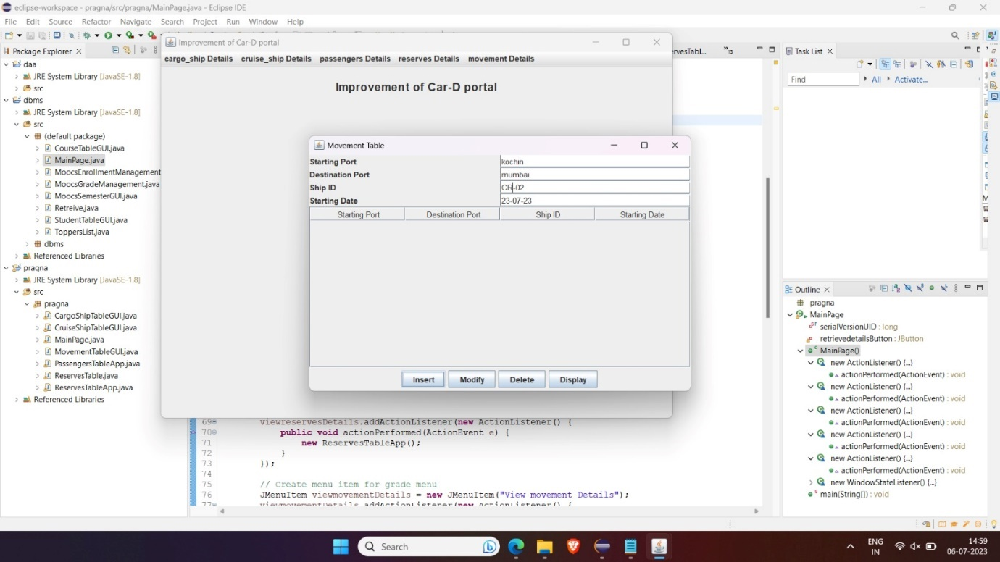 eclipse-workspace - pragna/src/pragna/MainPage.java - Eclipse IDE
File Edit Source Refactor Navigate Search Project Run Window Help
Package Explorer
daa
JRE System Library [JavaSE-1.8]
src
dbms
JRE System Library [JavaSE-1.8]
src
(default package)
CourseTableGUI.java
MainPage.java
MoocsEnrollmentManagement
MoocsGradeManagement.java
MoocsSemesterGUI.java
Retreive.java
StudentTableGUI.java
ToppersList.java
dbms
Referenced Libraries
pragna
JRE System Library [JavaSE-1.8]
src
pragna
CargoShipTableGUI.java
CruiseShipTableGUI.java
MainPage.java
MovementTableGUI.java
PassengersTableApp.java
ReservesTable.java
ReservesTableApp.java
Referenced Libraries
Improvement of Car-D portal
cargo_ship Details cruise_ship Details passengers Details reserves Details movement Details
Improvement of Car-D portal
Movement Table
Starting Port kochin
Destination Port mumbai
Ship ID CR-02
Starting Date 23-07-23
Starting Port Destination Port Ship ID Starting Date
Insert Modify Delete Display
ervesTabl... »13
69 viewreservesDetails.addActionListener(new ActionListener() {
70 public void actionPerformed(ActionEvent e) {
71 new ReservesTableApp();
72 }
73 });
74
75 // Create menu item for grade menu
76 JMenuItem viewmovementDetails = new JMenuItem("View movement Details");
77 viewmovementDetails.addActionListener(new ActionListener() {
Task List
Find All Activate...
Outline
pragna
MainPage
serialVersionUID : long
retrievedetailsButton : JButton
MainPage()
new ActionListener() {...}
actionPerformed(ActionEvent) : void
new ActionListener() {...}
actionPerformed(ActionEvent) : void
new ActionListener() {...}
actionPerformed(ActionEvent) : void
new ActionListener() {...}
actionPerformed(ActionEvent) : void
new ActionListener() {...}
actionPerformed(ActionEvent) : void
new WindowStateListener() {...}
main(String[]) : void
Search
ENG
IN
14:59
06-07-2023